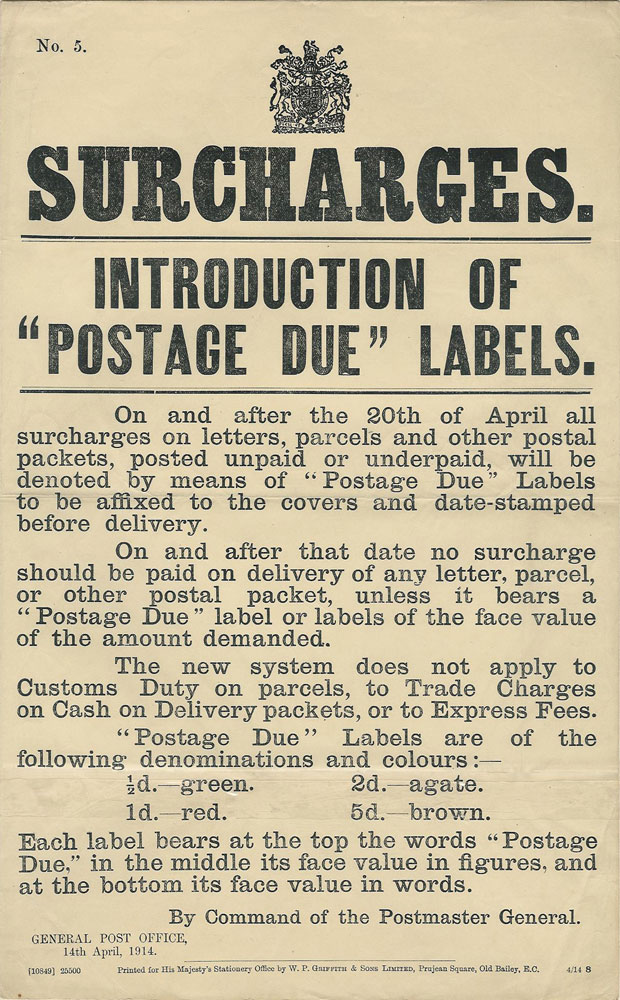 No. 5.
SURCHARGES.
INTRODUCTION OF
“POSTAGE DUE” LABELS.
On and after the 20th of April all
surcharges on letters, parcels and other postal
packets, posted unpaid or underpaid, will be
denoted by means of “Postage Due” Labels
to be affixed to the covers and date-stamped
before delivery.
On and after that date no surcharge
should be paid on delivery of any letter, parcel,
or other postal packet, unless it bears a
“Postage Due” label or labels of the face value
of the amount demanded.
The new system does not apply to
Customs Duty on parcels, to Trade Charges
on Cash on Delivery packets, or to Express Fees.
“Postage Due” Labels are of the
following denominations and colours:—
½d.—green. 2d.—agate.
1d.—red. 5d.—brown.
Each label bears at the top the words “Postage
Due,” in the middle its face value in figures, and
at the bottom its face value in words.
By Command of the Postmaster General.
GENERAL POST OFFICE,
14th April, 1914.
[10849] 25500 Printed for His Majesty's Stationery Office by W. P. GRIFFITH & SONS LIMITED, Prujean Square, Old Bailey, E.C. 4/14 8